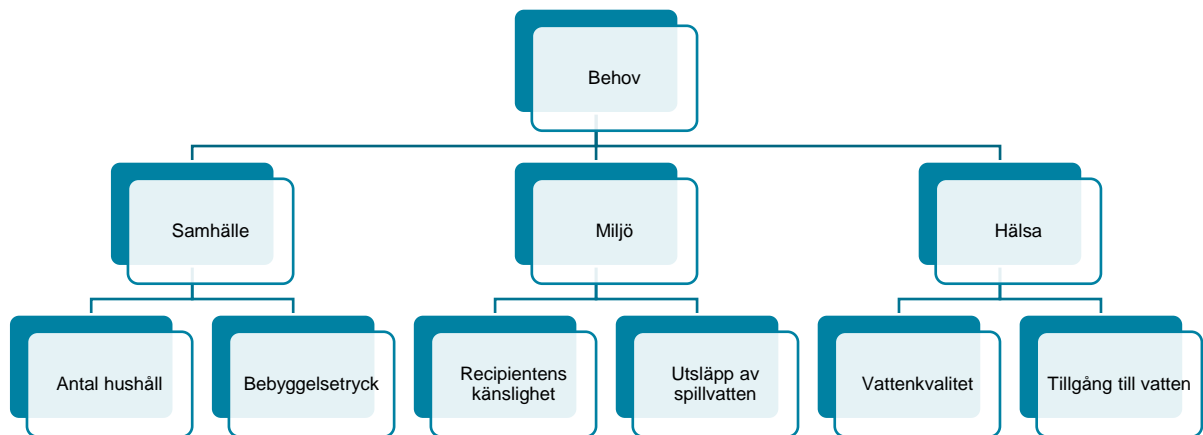 Behov
Samhälle
Miljö
Hälsa
Antal hushåll
Bebyggelsetryck
Recipientens
känslighet
Utsläpp av
spillvatten
Vattenkvalitet
Tillgång till vatten